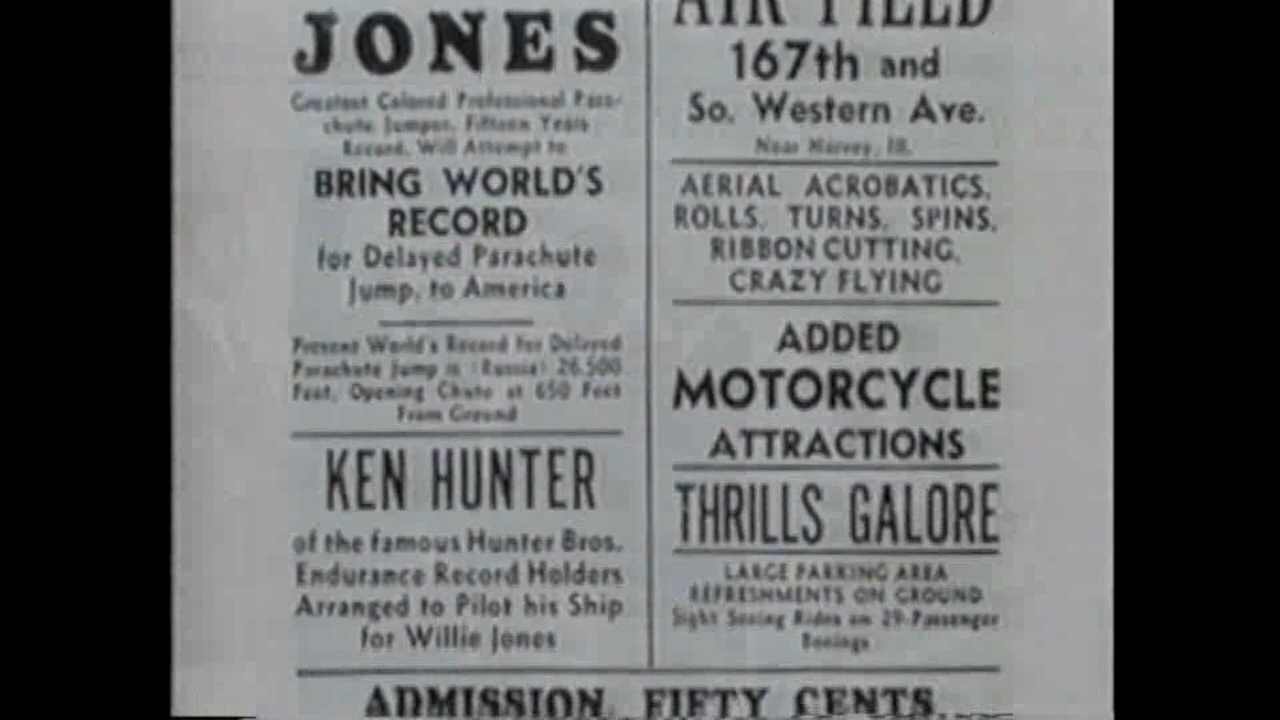 JONES
Greatest Colored Professional Para-
chute Jumper, Fifteen Years
Record, Will Attempt to
BRING WORLD'S
RECORD
for Delayed Parachute
Jump, to America
Present World's Record For Delayed
Parachute Jump is (Russia) 26,500
Feet, Opening Chute at 650 Feet
From Ground
KEN HUNTER
of the famous Hunter Bros.
Endurance Record Holders
Arranged to Pilot his Ship
for Willie Jones
AIR FIELD
167th and
So. Western Ave.
Near Harvey, Ill.
AERIAL ACROBATICS,
ROLLS, TURNS, SPINS,
RIBBON CUTTING,
CRAZY FLYING
ADDED
MOTORCYCLE
ATTRACTIONS
THRILLS GALORE
LARGE PARKING AREA
REFRESHMENTS ON GROUND
Sight Seeing Rides on 29-Passenger
ADMISSION, FIFTY CENTS